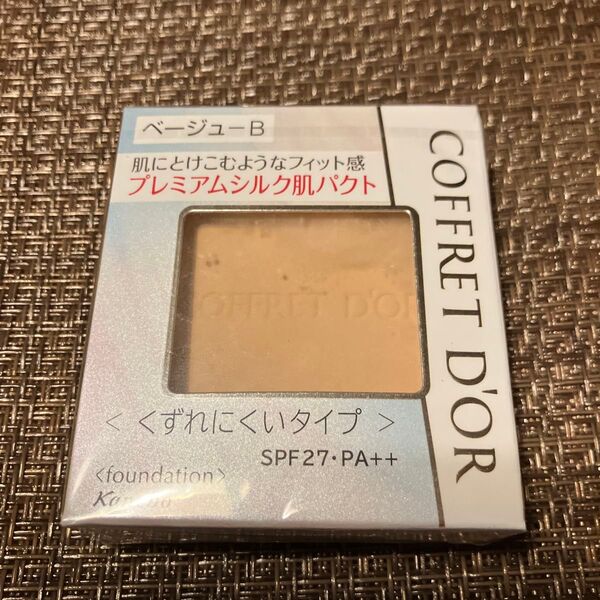 ベージューB
肌にとけこむようなフィット感
プレミアムシルク肌パクト
COFFRET D'OR
COFFRET D'OR
< くずれにくいタイプ >
SPF27・PA++
<foundation>